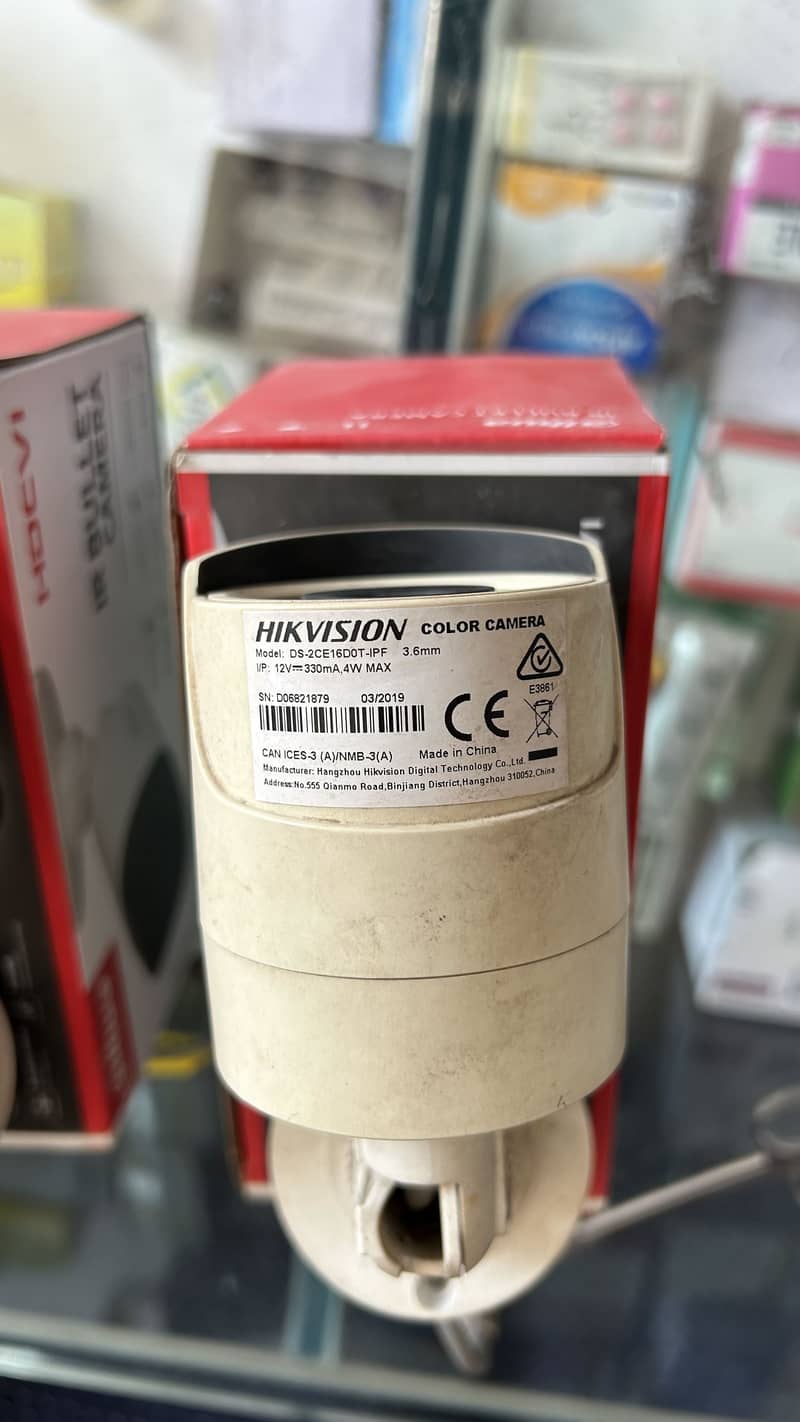 HDCVI
IR BULLET
CAMERA
HIKVISION COLOR CAMERA
Model: DS-2CE16D0T-IPF 3.6mm
I/P: 12V⎓330mA,4W MAX
E3861
SN: D06821879 03/2019
CE
CAN ICES-3 (A)/NMB-3(A) Made in China
Manufacturer: Hangzhou Hikvision Digital Technology Co.,Ltd.
Address:No.555 Qianmo Road,Binjiang District,Hangzhou 310052,China